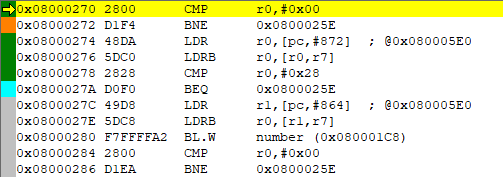 0x08000270 2800 CMP r0,#0x00
0x08000272 D1F4 BNE 0x0800025E
0x08000274 48DA LDR r0,[pc,#872] ; @0x080005E0
0x08000276 5DC0 LDRB r0,[r0,r7]
0x08000278 2828 CMP r0,#0x28
0x0800027A D0F0 BEQ 0x0800025E
0x0800027C 49D8 LDR r1,[pc,#864] ; @0x080005E0
0x0800027E 5DC8 LDRB r0,[r1,r7]
0x08000280 F7FFFFA2 BL.W number (0x080001C8)
0x08000284 2800 CMP r0,#0x00
0x08000286 D1EA BNE 0x0800025E